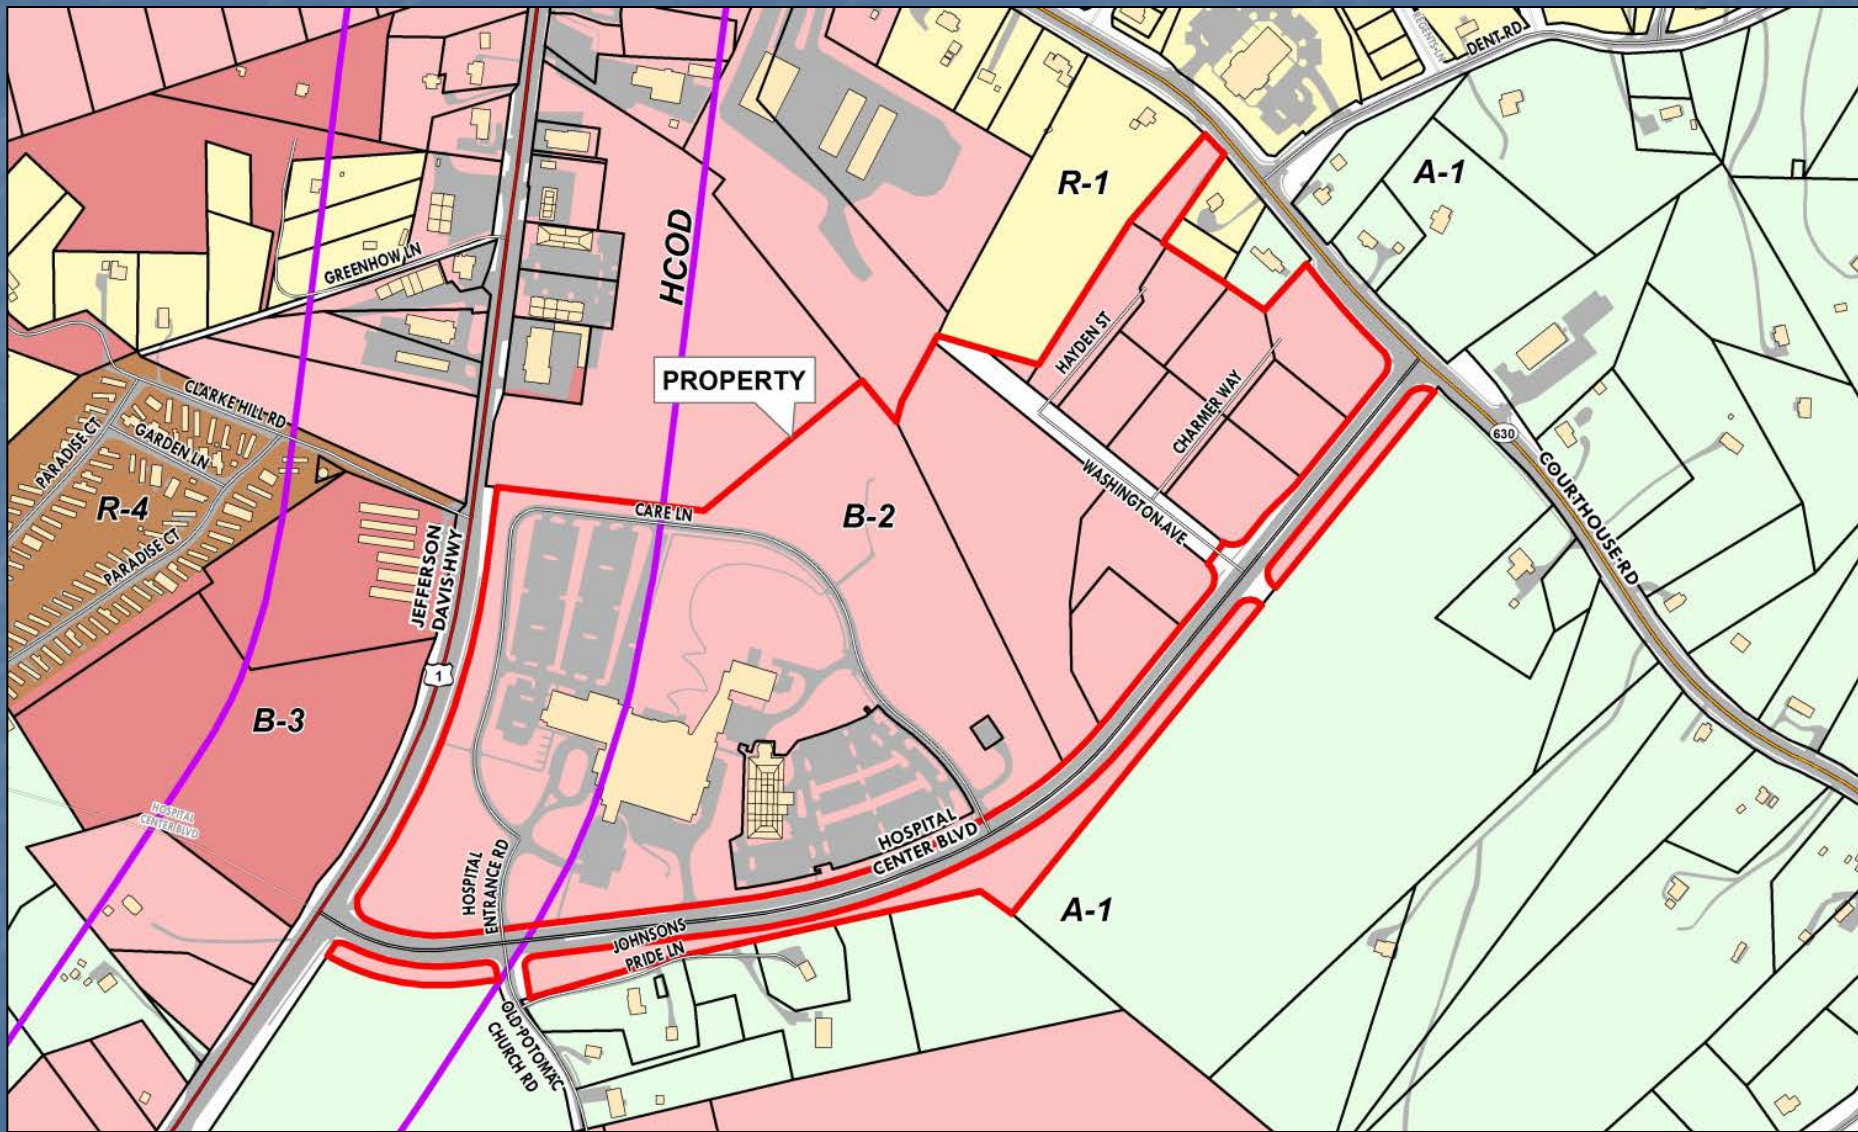 REGENTS LN
DENT RD
R-1
A-1
HCOD
GREENHOW LN
HAYDEN ST
PROPERTY
CHARMER WAY
CLARKE HILL RD
PARADISE CT
GARDEN LN
R-4
PARADISE CT
630
COURTHOUSE RD
WASHINGTON AVE
CARE LN
B-2
JEFFERSON
DAVIS HWY
1
B-3
HOSPITAL
CENTER BLVD
HOSPITAL
CENTER BLVD
HOSPITAL
ENTRANCE RD
A-1
JOHNSONS
PRIDE LN
OLD POTOMAC
CHURCH RD